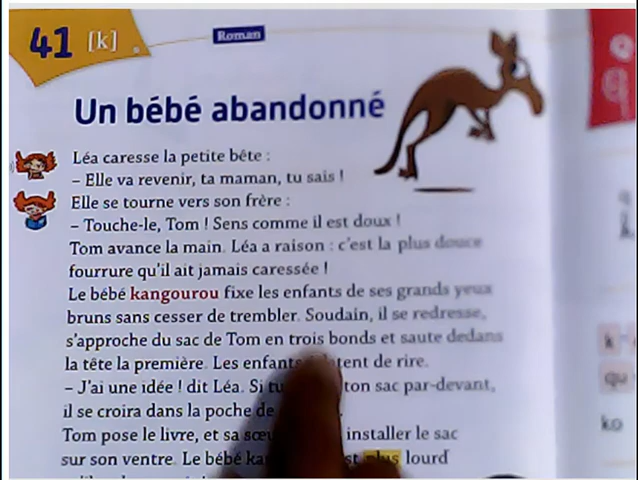 41 [k]
Roman
Un bébé abandonné
Léa caresse la petite bête :
– Elle va revenir, ta maman, tu sais !
Elle se tourne vers son frère :
– Touche-le, Tom ! Sens comme il est doux !
Tom avance la main. Léa a raison : c'est la plus douce
fourrure qu'il ait jamais caressée !
Le bébé kangourou fixe les enfants de ses grands yeux
bruns sans cesser de trembler. Soudain, il se redresse,
s'approche du sac de Tom en trois bonds et saute dedans
la tête la première. Les enfants de rire.
– J'ai une idée ! dit Léa. Si ton sac par-devant,
il se croira dans la poche de
Tom pose le livre, et sa installer le sac
sur son ventre. Le bébé plus lourd
k
qu
ko